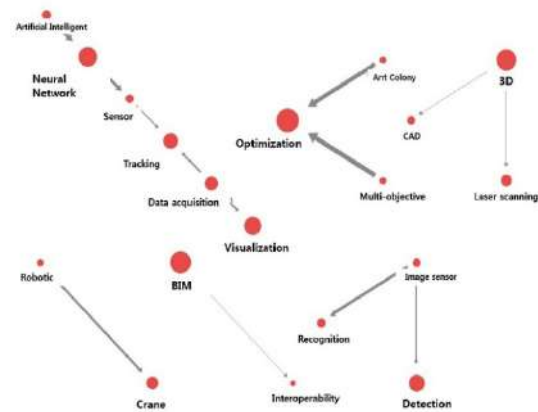 Artificial Intelligent
Neural
Network
Sensor
Tracking
Data acquisition
Visualization
Optimization
Ant Colony
3D
CAD
Multi-objective
Laser scanning
Robotic
BIM
Image sensor
Recognition
Crane
Interoperability
Detection